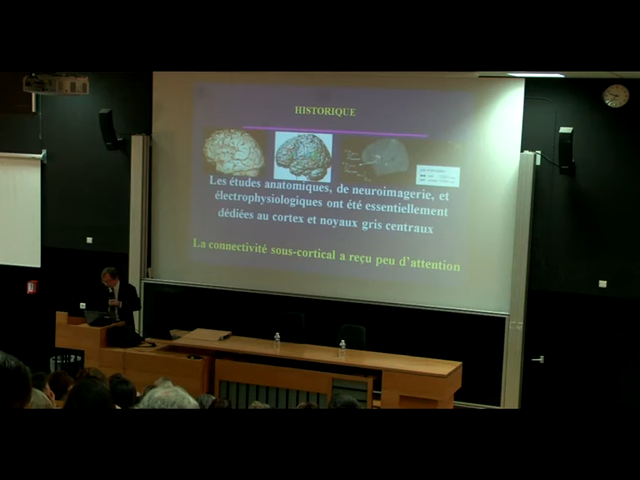 HISTORIQUE
Les études anatomiques, de neuroimagerie, et
électrophysiologiques ont été essentiellement
dédiées au cortex et noyaux gris centraux
La connectivité sous-cortical a reçu peu d'attention